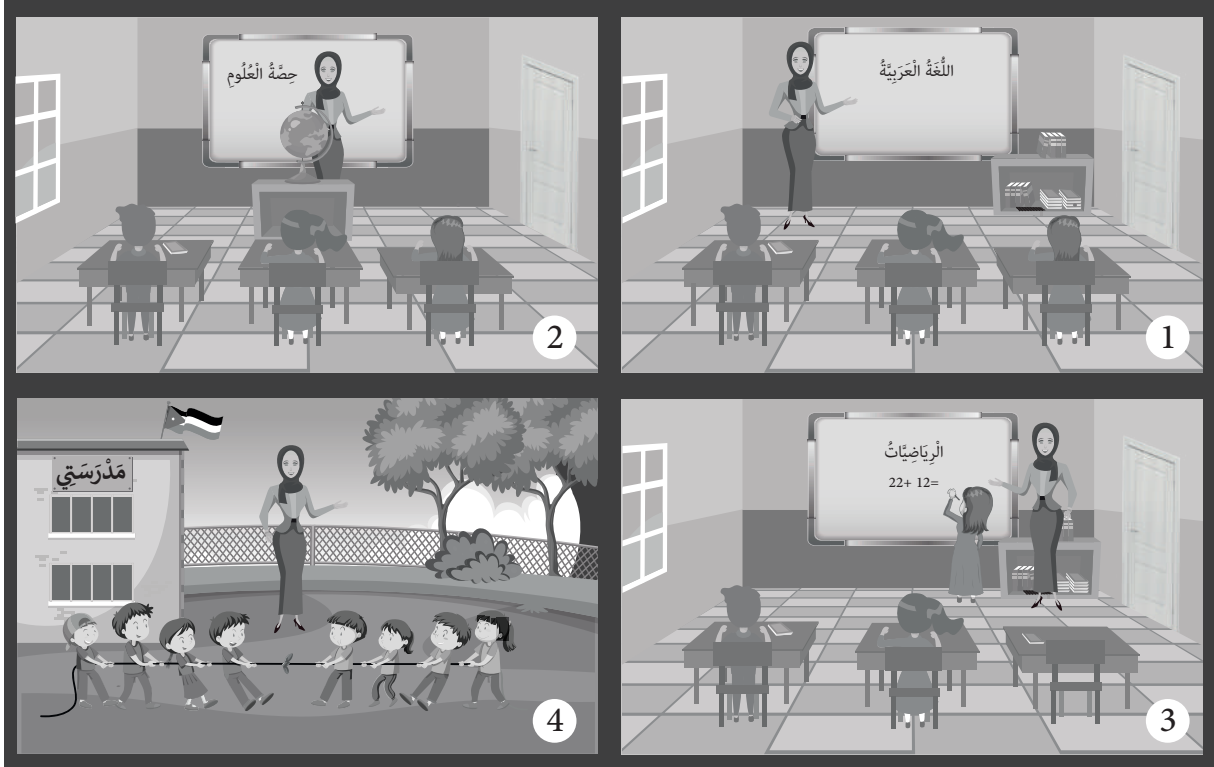 اللُّغَةُ الْعَرَبِيَّةُ
1
حِصَّةُ الْعُلُومِ
2
الْرِيَاضِيَّاتُ
22+ 12=
3
مَدْرَسَتِي
4